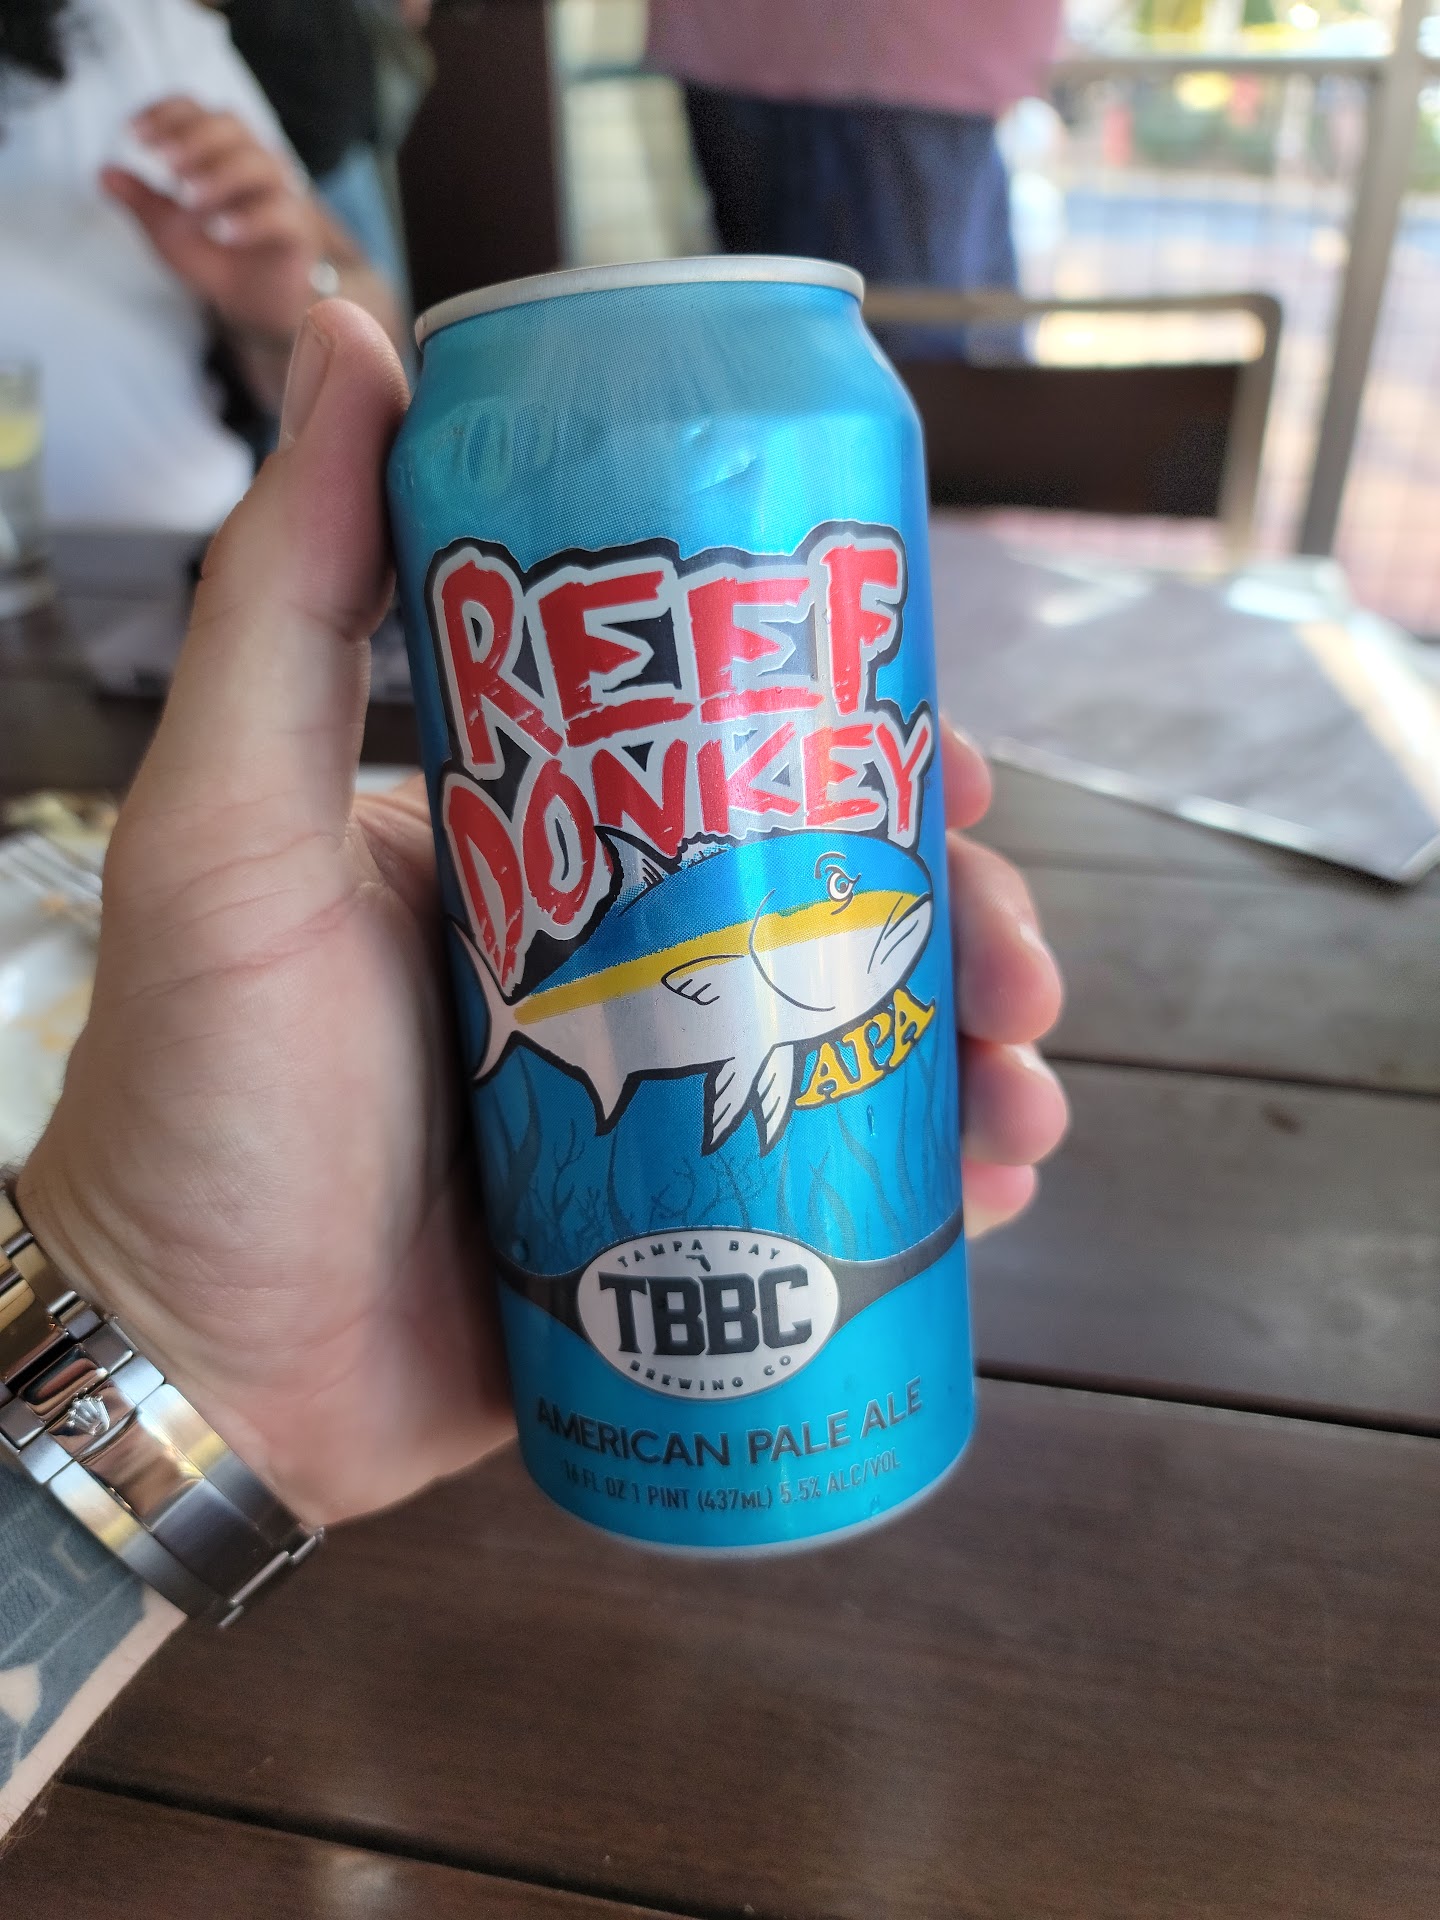 REEF
DONKEY
APA
TAMPA BAY
TBBC
BREWING CO
AMERICAN PALE ALE
16 FL OZ 1 PINT (437ML) 5.5% ALC/VOL